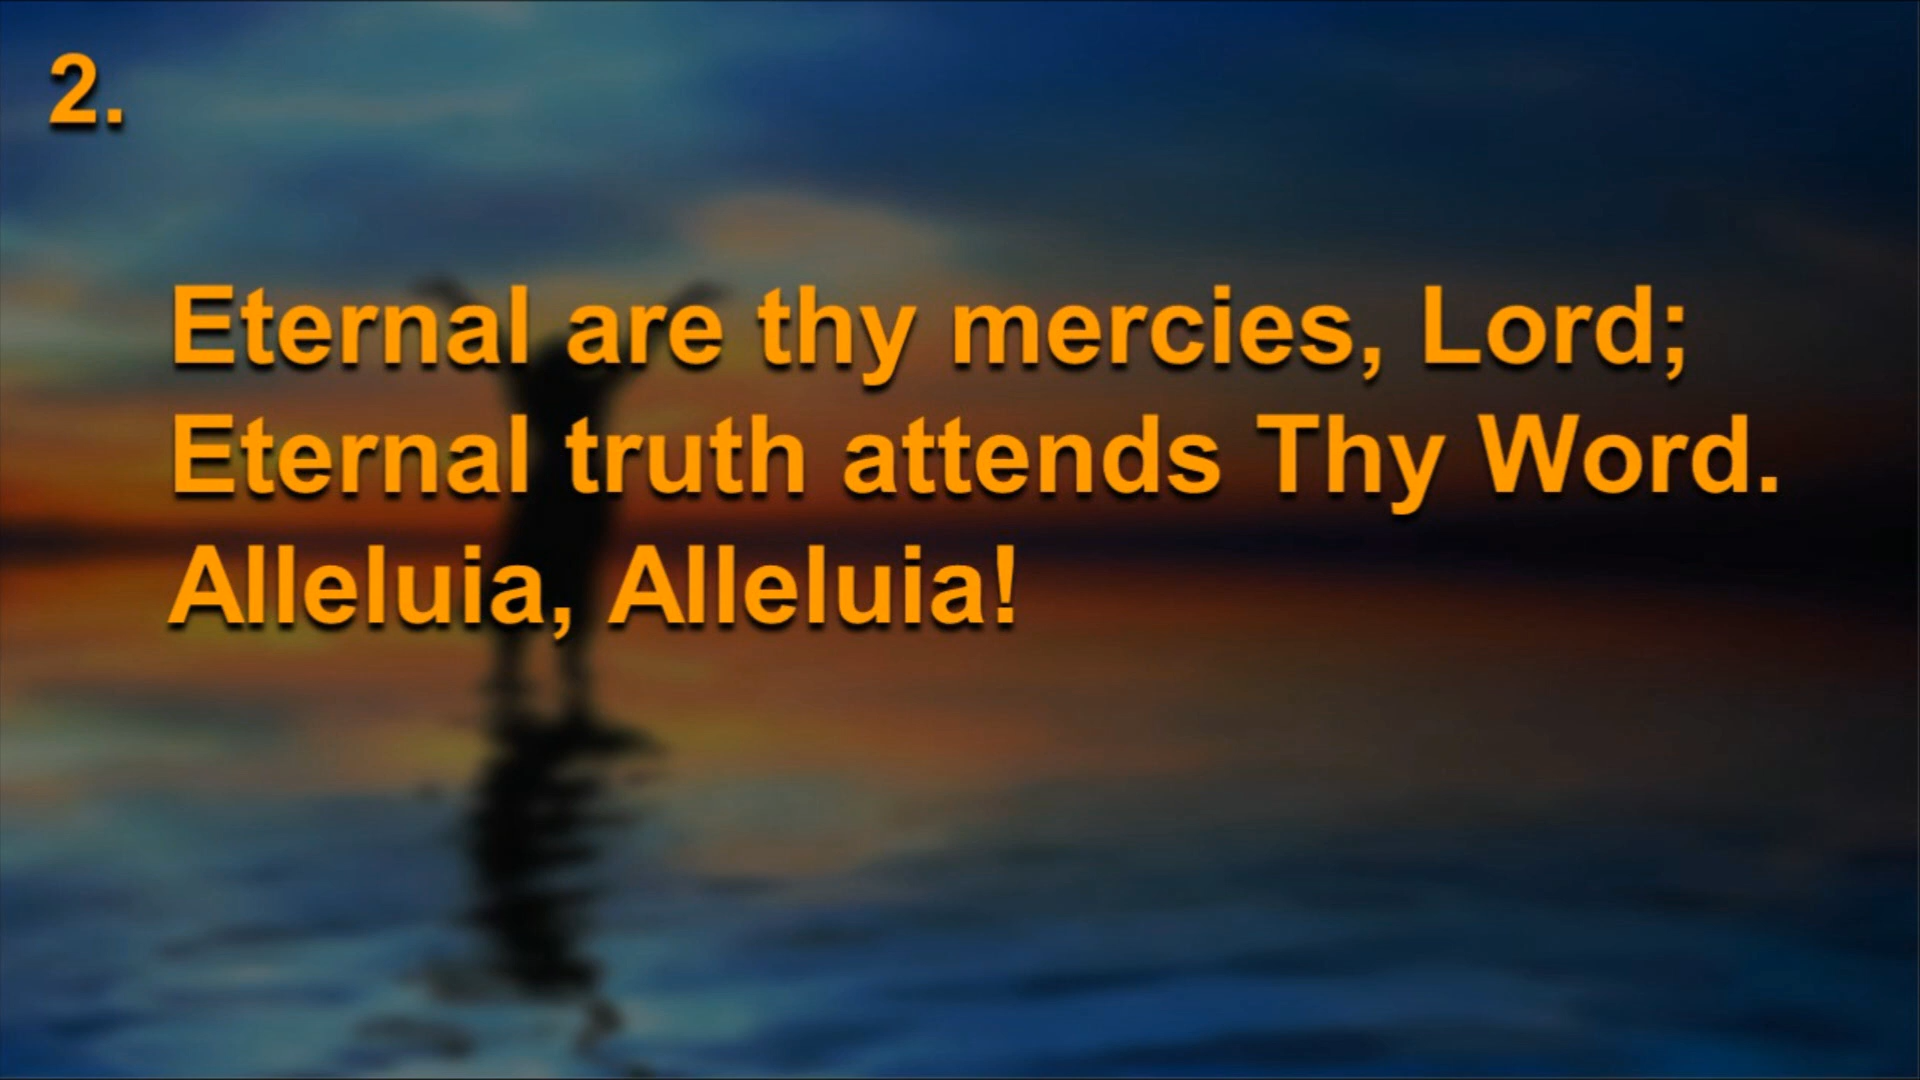 2.
Eternal are thy mercies, Lord;
Eternal truth attends Thy Word.
Alleluia, Alleluia!